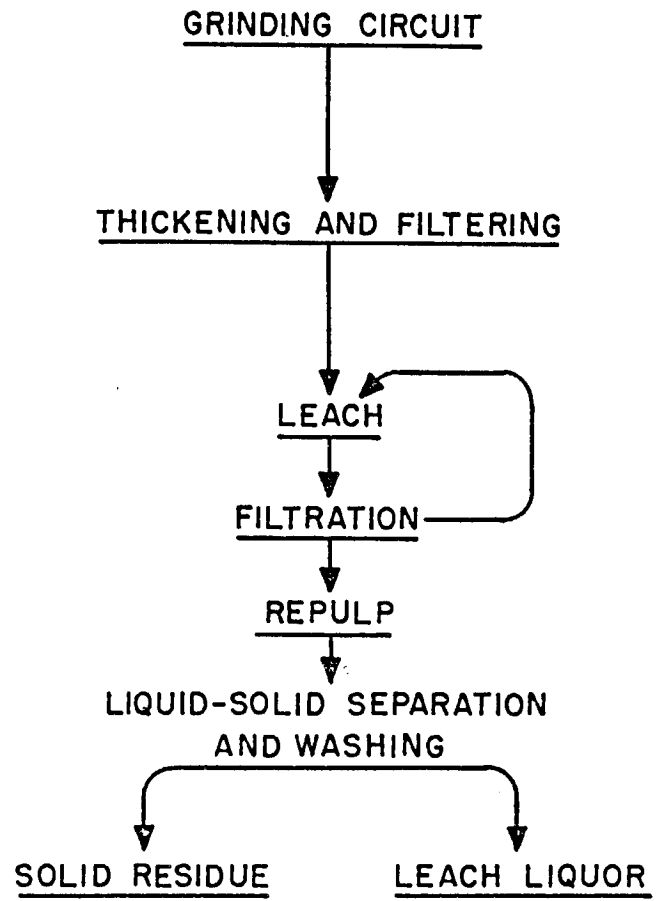 GRINDING CIRCUIT
THICKENING AND FILTERING
LEACH
FILTRATION
REPULP
LIQUID-SOLID SEPARATION
AND WASHING
SOLID RESIDUE
LEACH LIQUOR